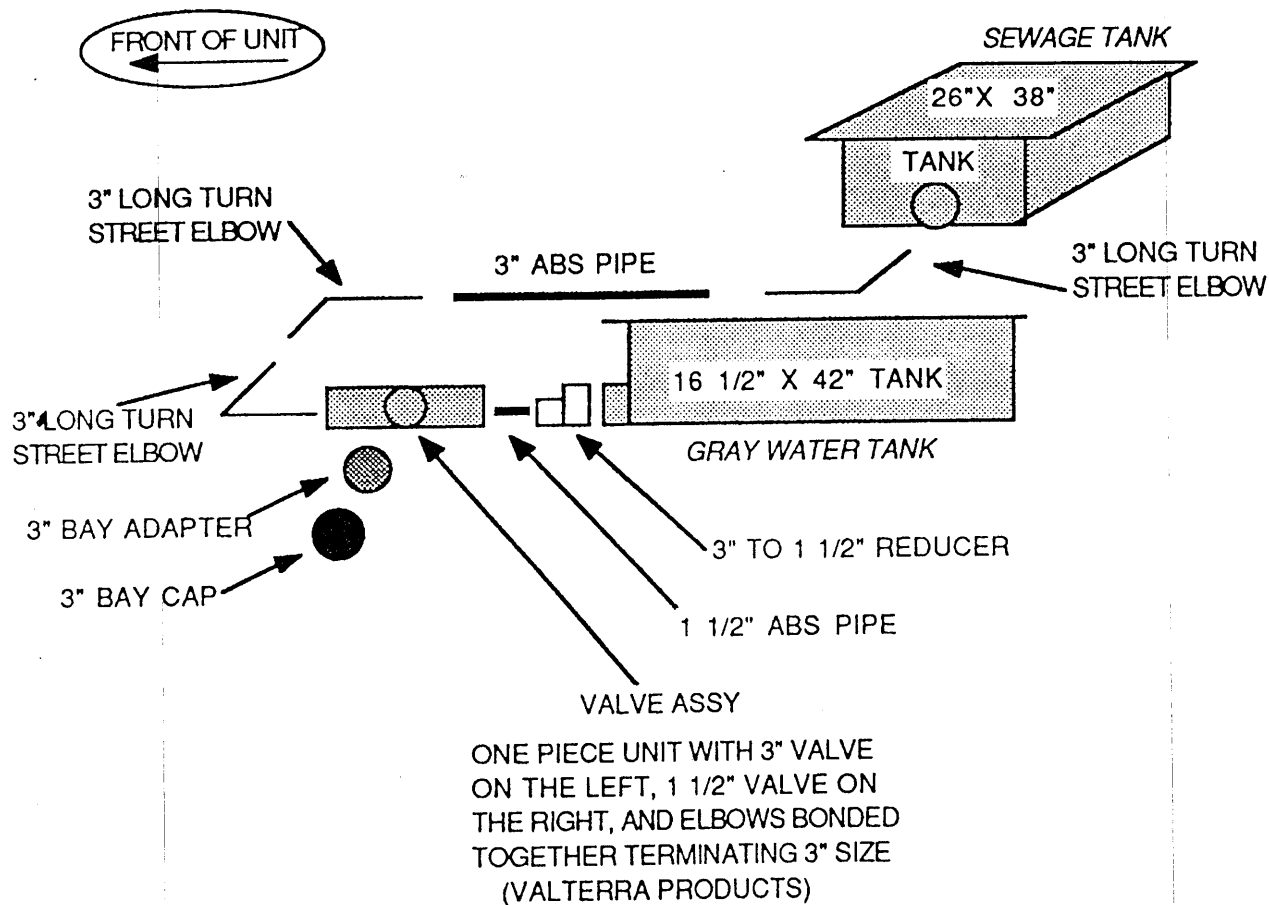 FRONT OF UNIT
SEWAGE TANK
26"X 38"
TANK
3" LONG TURN
STREET ELBOW
3" ABS PIPE
3" LONG TURN
STREET ELBOW
16 1/2" X 42" TANK
GRAY WATER TANK
3" LONG TURN
STREET ELBOW
3" BAY ADAPTER
3" BAY CAP
3" TO 1 1/2" REDUCER
1 1/2" ABS PIPE
VALVE ASSY
ONE PIECE UNIT WITH 3" VALVE
ON THE LEFT, 1 1/2" VALVE ON
THE RIGHT, AND ELBOWS BONDED
TOGETHER TERMINATING 3" SIZE
(VALTERRA PRODUCTS)